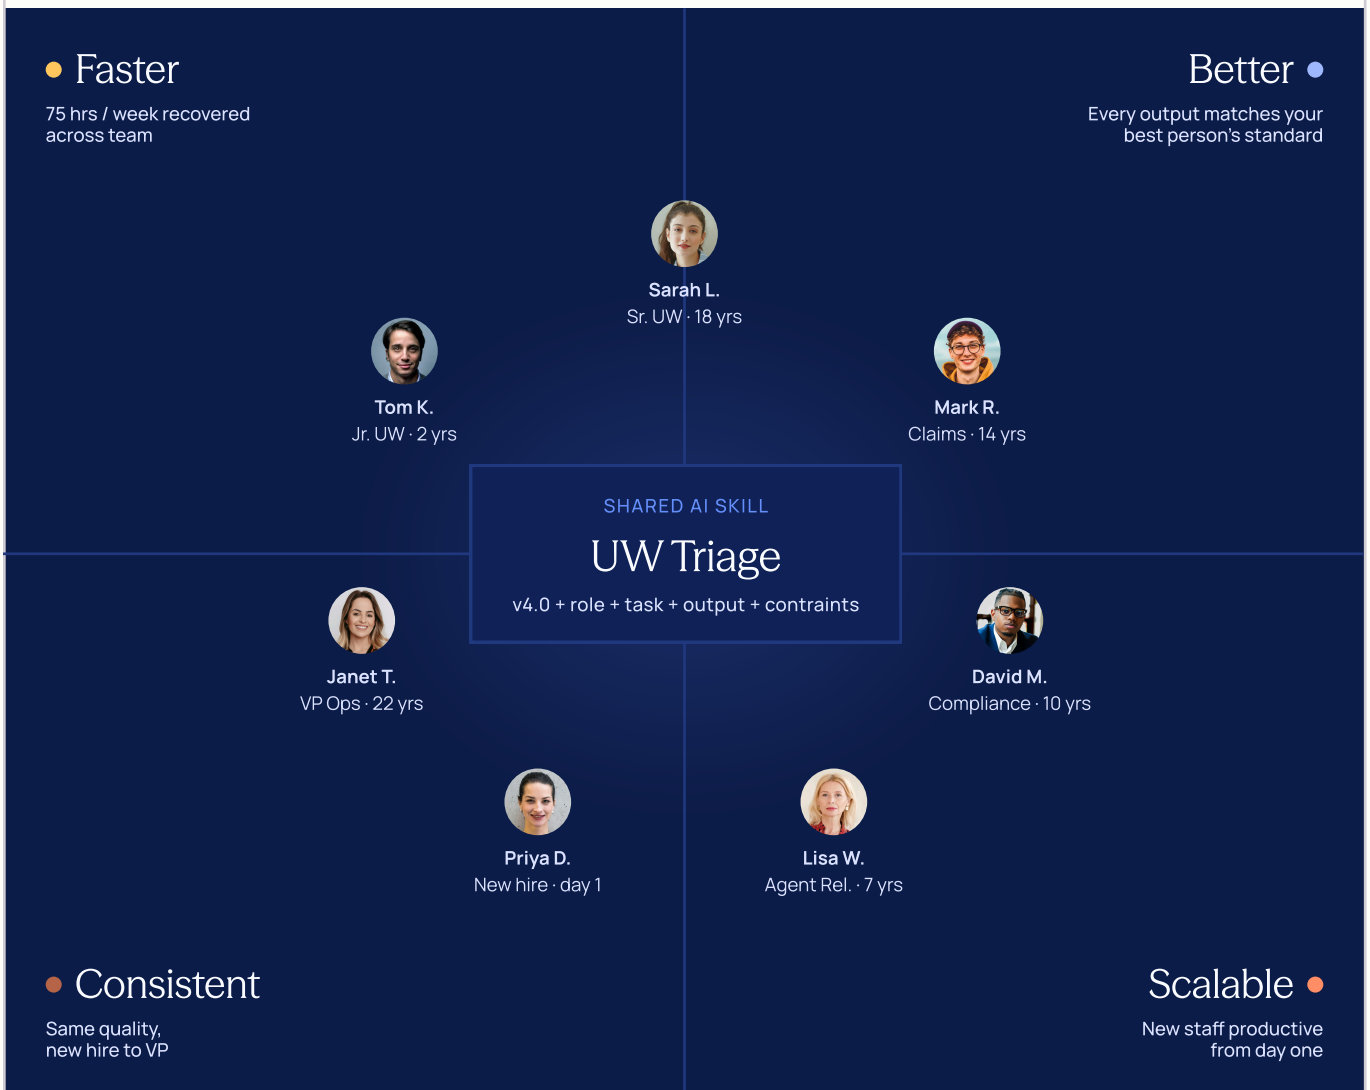 Faster
75 hrs / week recovered
across team
Better
Every output matches your
best person's standard
Sarah L.
Sr. UW · 18 yrs
Tom K.
Jr. UW · 2 yrs
Mark R.
Claims · 14 yrs
SHARED AI SKILL
UW Triage
v4.0 + role + task + output + contraints
Janet T.
VP Ops · 22 yrs
David M.
Compliance · 10 yrs
Priya D.
New hire · day 1
Lisa W.
Agent Rel. · 7 yrs
Consistent
Same quality,
new hire to VP
Scalable
New staff productive
from day one